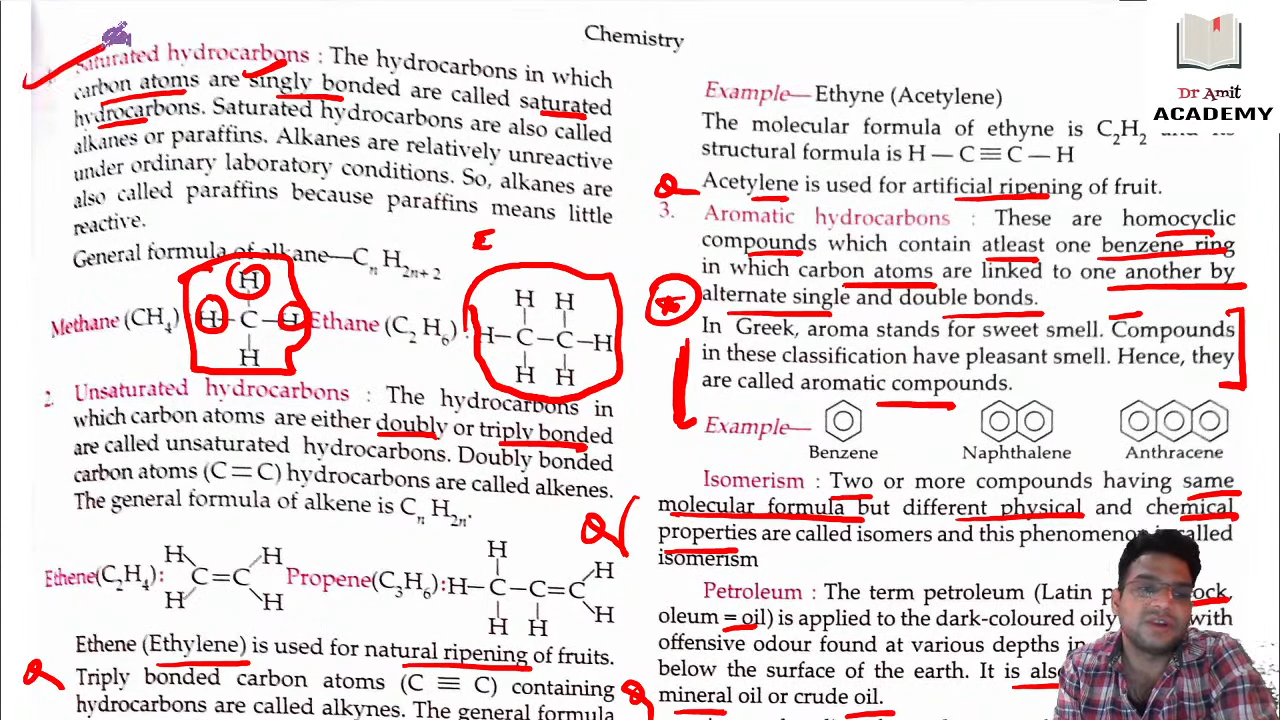 Chemistry
Dr Amit
ACADEMY
Saturated hydrocarbons : The hydrocarbons in which
carbon atoms are singly bonded are called saturated
hydrocarbons. Saturated hydrocarbons are also called
alkanes or paraffins. Alkanes are relatively unreactive
under ordinary laboratory conditions. So, alkanes are
also called paraffins because paraffins means little
reactive.
General formula of alkane—CₙH₂ₙ₊₂
E
H
H H
Methane (CH₄) H—C—H Ethane (C₂H₆) : H—C—C—H
H
H H
2. Unsaturated hydrocarbons : The hydrocarbons in
which carbon atoms are either doubly or triply bonded
are called unsaturated hydrocarbons. Doubly bonded
carbon atoms (C=C) hydrocarbons are called alkenes.
The general formula of alkene is CₙH₂ₙ.
H H H H
Ethene(C₂H₄): C=C Propene(C₃H₆): H—C—C=C
H H H H H
Ethene (Ethylene) is used for natural ripening of fruits.
Triply bonded carbon atoms (C ≡ C) containing
hydrocarbons are called alkynes. The general formula
Example—Ethyne (Acetylene)
The molecular formula of ethyne is C₂H₂
structural formula is H — C ≡ C — H
Acetylene is used for artificial ripening of fruit.
3. Aromatic hydrocarbons : These are homocyclic
compounds which contain atleast one benzene ring
in which carbon atoms are linked to one another by
alternate single and double bonds.
In Greek, aroma stands for sweet smell. Compounds
in these classification have pleasant smell. Hence, they
are called aromatic compounds.
Example—
Benzene Naphthalene Anthracene
Isomerism : Two or more compounds having same
molecular formula but different physical and chemical
properties are called isomers and this phenomenon is called
isomerism
Petroleum : The term petroleum (Latin
oleum = oil) is applied to the dark-coloured oily with
offensive odour found at various depths in
below the surface of the earth. It is also
mineral oil or crude oil.